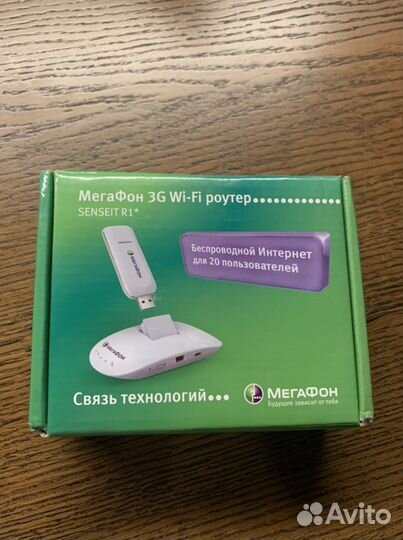 МегаФон 3G Wi-Fi роутер
SENSEIT R1*
Беспроводной Интернет
для 20 пользователей
МЕГАФОН
МЕГАФОН
Связь технологий...
МЕГАФОН
Будущее зависит от тебя
Avito